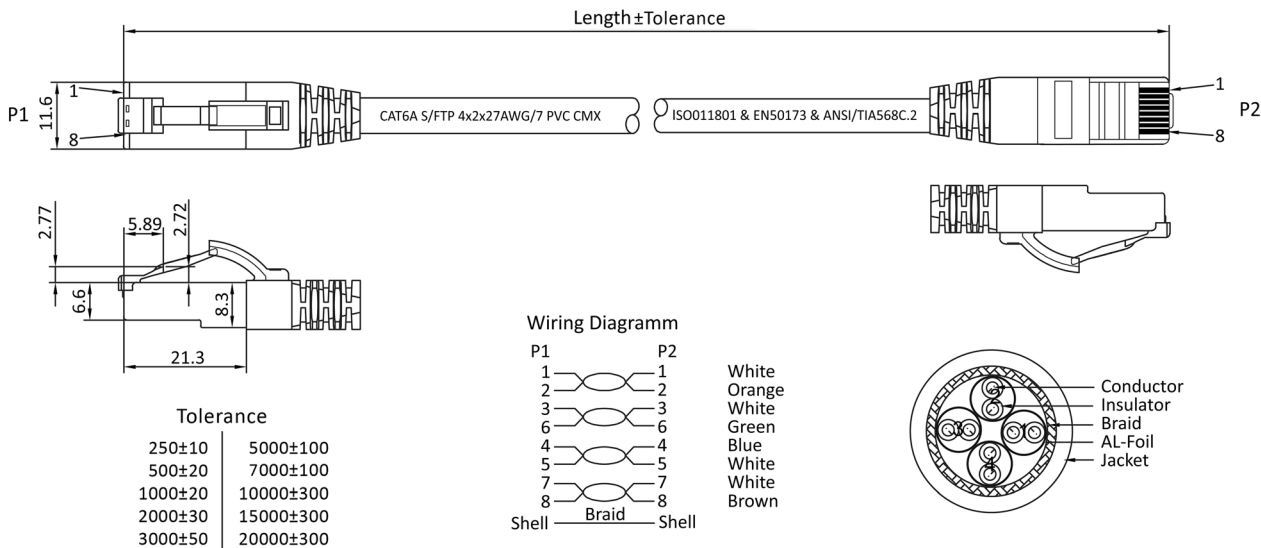 Length±Tolerance
P1
11.6
1
8
CAT6A S/FTP 4x2x27AWG/7 PVC CMX
ISO011801 & EN50173 & ANSI/TIA568C.2
1
8
P2
2.77
5.89
2.72
6.6
8.3
21.3
Tolerance
250±10 5000±100
500±20 7000±100
1000±20 10000±300
2000±30 15000±300
3000±50 20000±300
Wiring Diagramm
P1 P2
1 1 White
2 2 Orange
3 3 White
6 6 Green
4 4 Blue
5 5 White
7 7 White
8 8 Brown
Shell Braid Shell
2
3
1
4
Conductor
Insulator
Braid
AL-Foil
Jacket